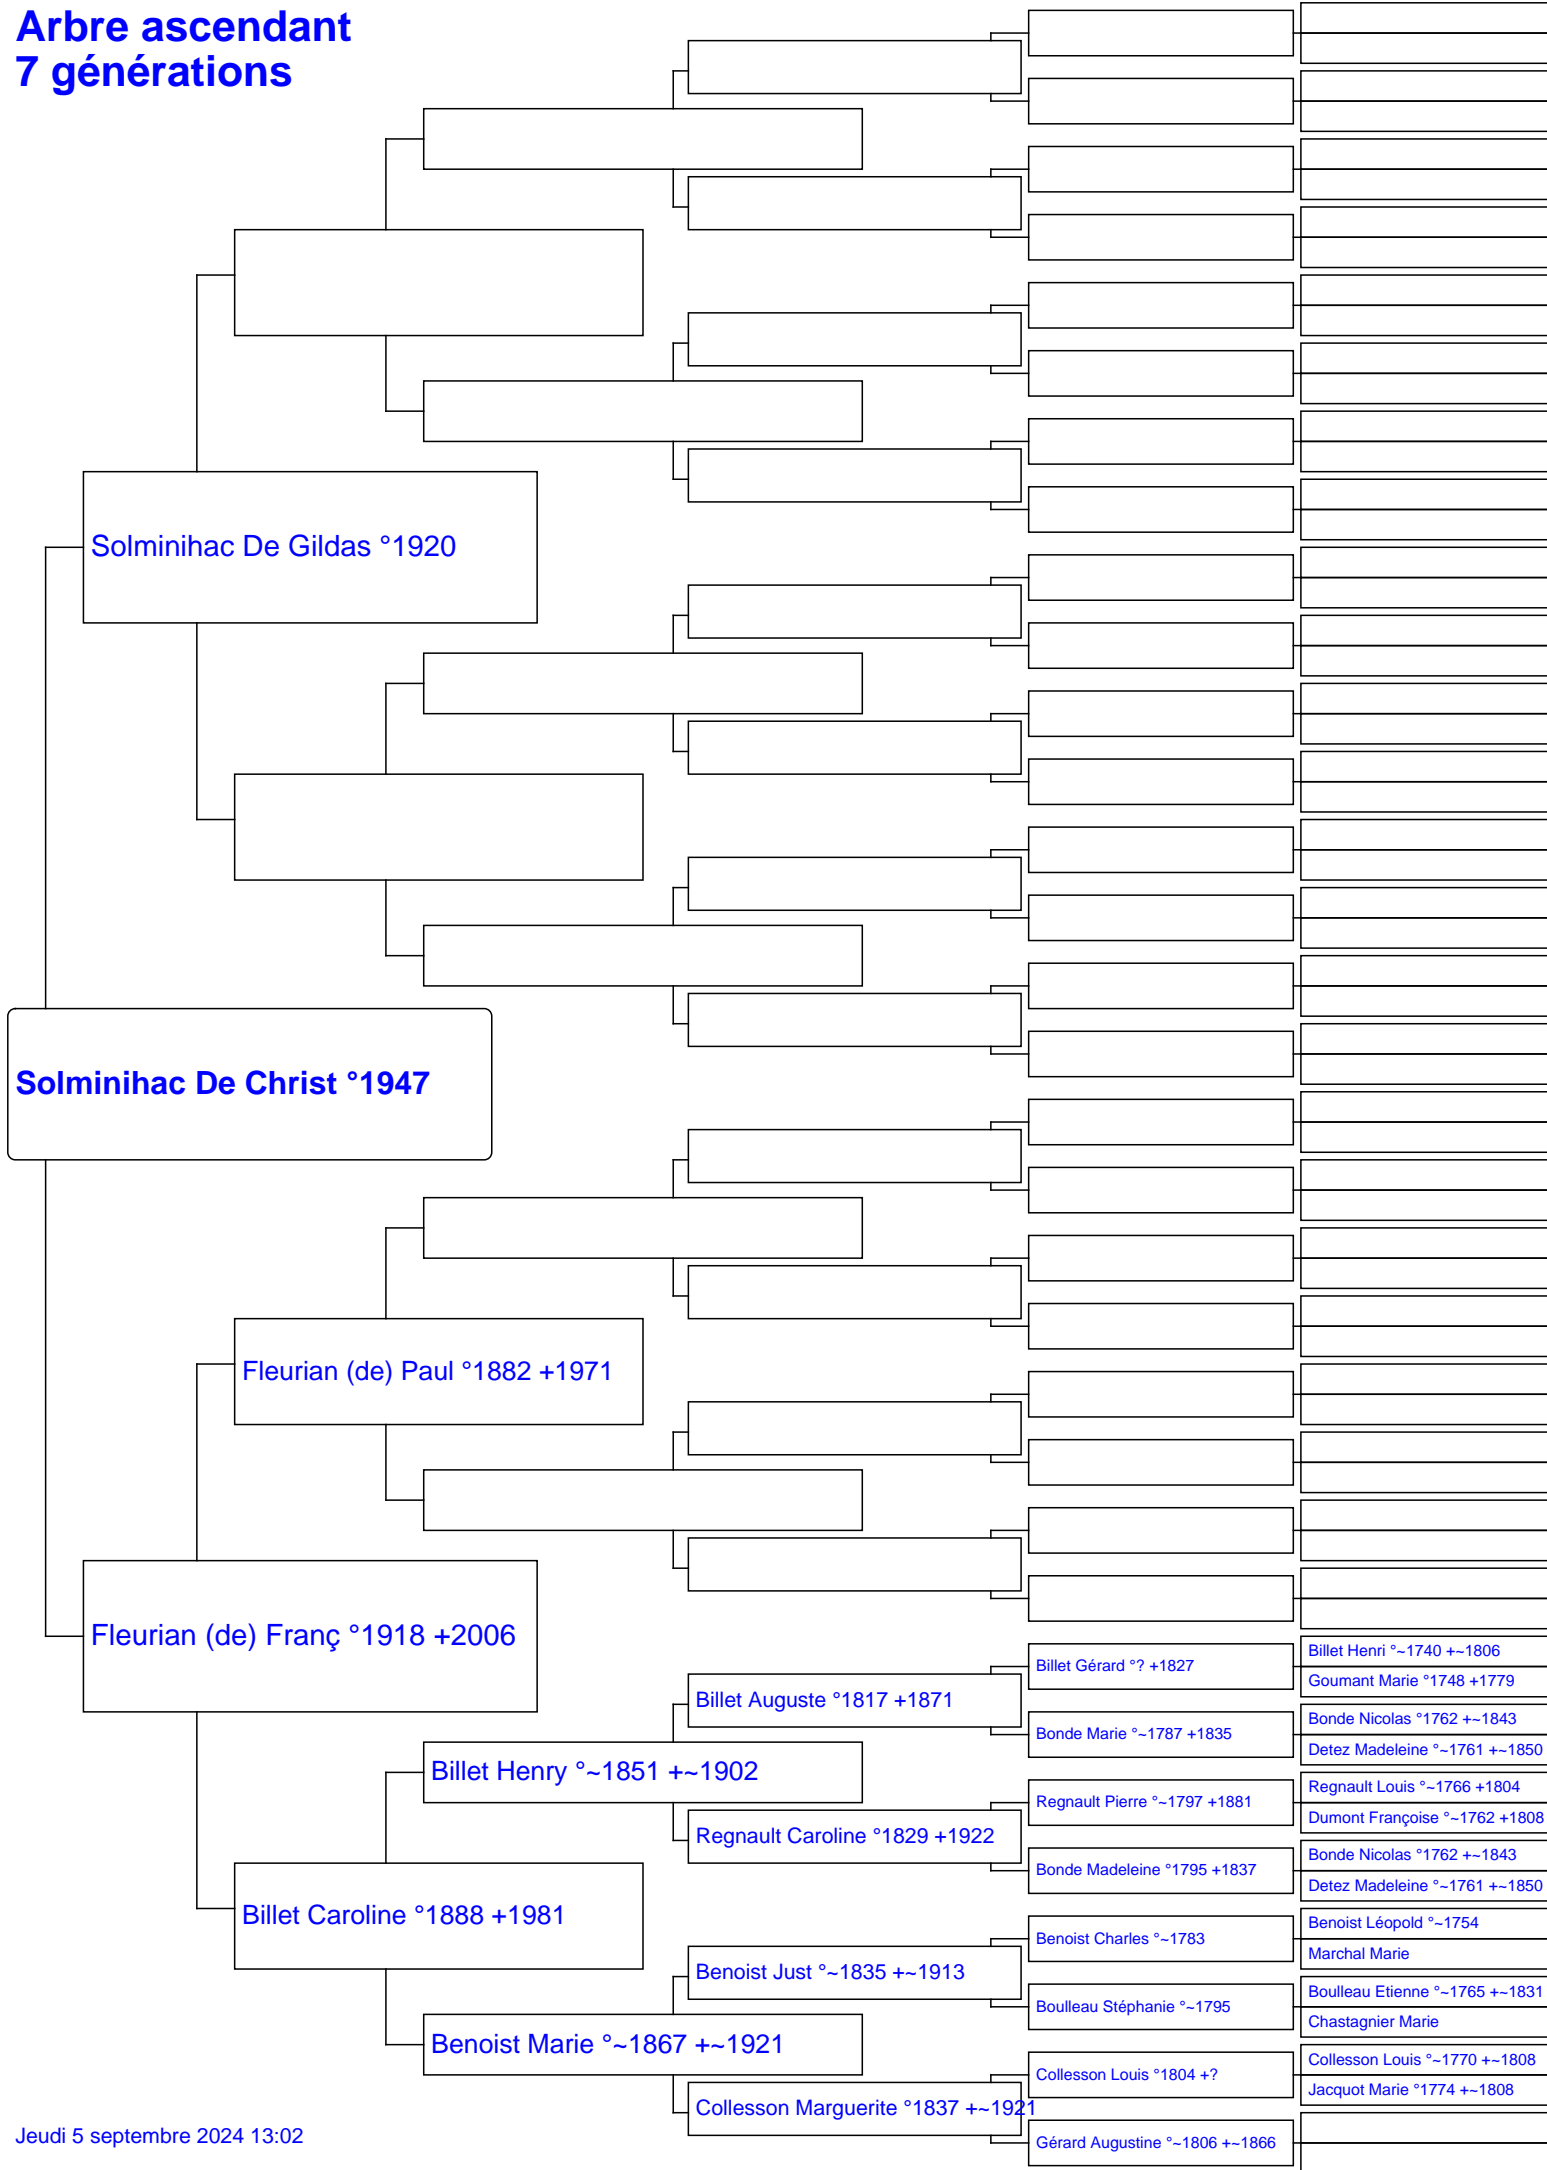 Arbre ascendant
7 générations
Solminihac De Gildas °1920
Solminihac De Christ °1947
Fleurian (de) Paul °1882 +1971
Fleurian (de) Franç °1918 +2006
Billet Caroline °1888 +1981
Billet Henry °~1851 +~1902
Benoist Marie °~1867 +~1921
Billet Auguste °1817 +1871
Regnault Caroline °1829 +1922
Benoist Just °~1835 +~1913
Collesson Marguerite °1837 +~1921
Billet Gérard °? +1827
Bonde Marie °~1787 +1835
Regnault Pierre °~1797 +1881
Bonde Madeleine °1795 +1837
Benoist Charles °~1783
Boulleau Stéphanie °~1795
Collesson Louis °1804 +?
Gérard Augustine °~1806 +~1866
Billet Henri °~1740 +~1806
Goumant Marie °1748 +1779
Bonde Nicolas °1762 +~1843
Detez Madeleine °~1761 +~1850
Regnault Louis °~1766 +1804
Dumont Françoise °~1762 +1808
Bonde Nicolas °1762 +~1843
Detez Madeleine °~1761 +~1850
Benoist Léopold °~1754
Marchal Marie
Boulleau Etienne °~1765 +~1831
Chastagnier Marie
Collesson Louis °~1770 +~1808
Jacquot Marie °1774 +~1808
Jeudi 5 septembre 2024 13:02